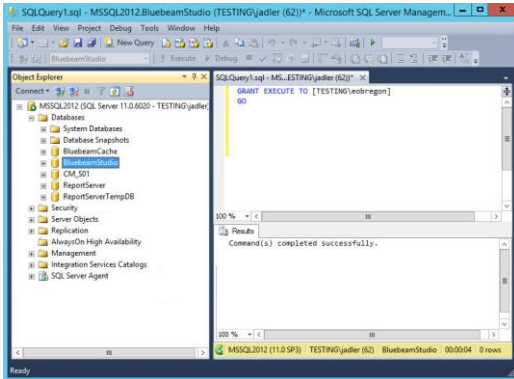 SQLQuery1.sql - MSSQL2012.BluebeamStudio (TESTING\jadler (62))* - Microsoft SQL Server Managem...
File Edit View Project Debug Tools Window Help
New Query
BluebeamStudio Execute Debug
Object Explorer
Connect
MSSQL2012 (SQL Server 11.0.6020 - TESTING\jadler
Databases
System Databases
Database Snapshots
BluebeamCache
BluebeamStudio
CM_S01
ReportServer
ReportServerTempDB
Security
Server Objects
Replication
AlwaysOn High Availability
Management
Integration Services Catalogs
SQL Server Agent
SQLQuery1.sql - MS...ESTING\jadler (62))*
GRANT EXECUTE TO [TESTING\eobregon]
GO
100 %
Results
Command(s) completed successfully.
100 %
MSSQL2012 (11.0 SP3) TESTING\jadler (62) BluebeamStudio 00:00:04 0 rows
Ready